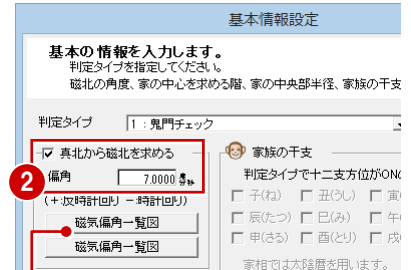 基本情報設定
基本の情報を入力します。
判定タイプを指定してください。
磁北の角度、家の中心を求める階、家の中央部半径、家族の干支
判定タイプ 1：鬼門チェック
真北から磁北を求める
家族の干支
2
偏角 7.0000
判定タイプで十二支方位がONの
(+:反時計回り -:時計回り)
子(ね) 丑(うし) 寅
磁気偏角一覧図
辰(たつ) 巳(み) 午
磁気偏角一覧図
申(さる) 酉(とり) 戌
家相では太陰暦を用います。